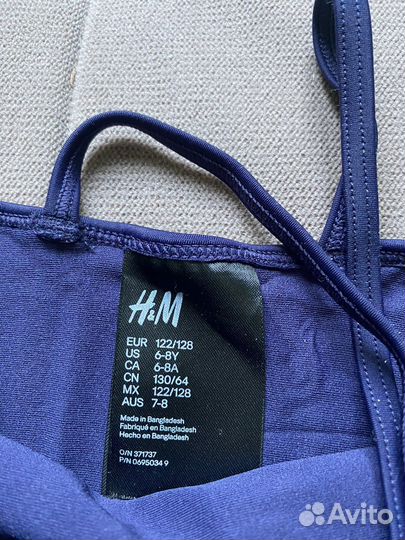 H&M
EUR 122/128
US 6-8Y
CA 6-8A
CN 130/64
MX 122/128
AUS 7-8
Made in Bangladesh
Fabriqué en Bangladesh
Hecho en Bangladesh
O/N 371737
P/N 0695034 9
Avito